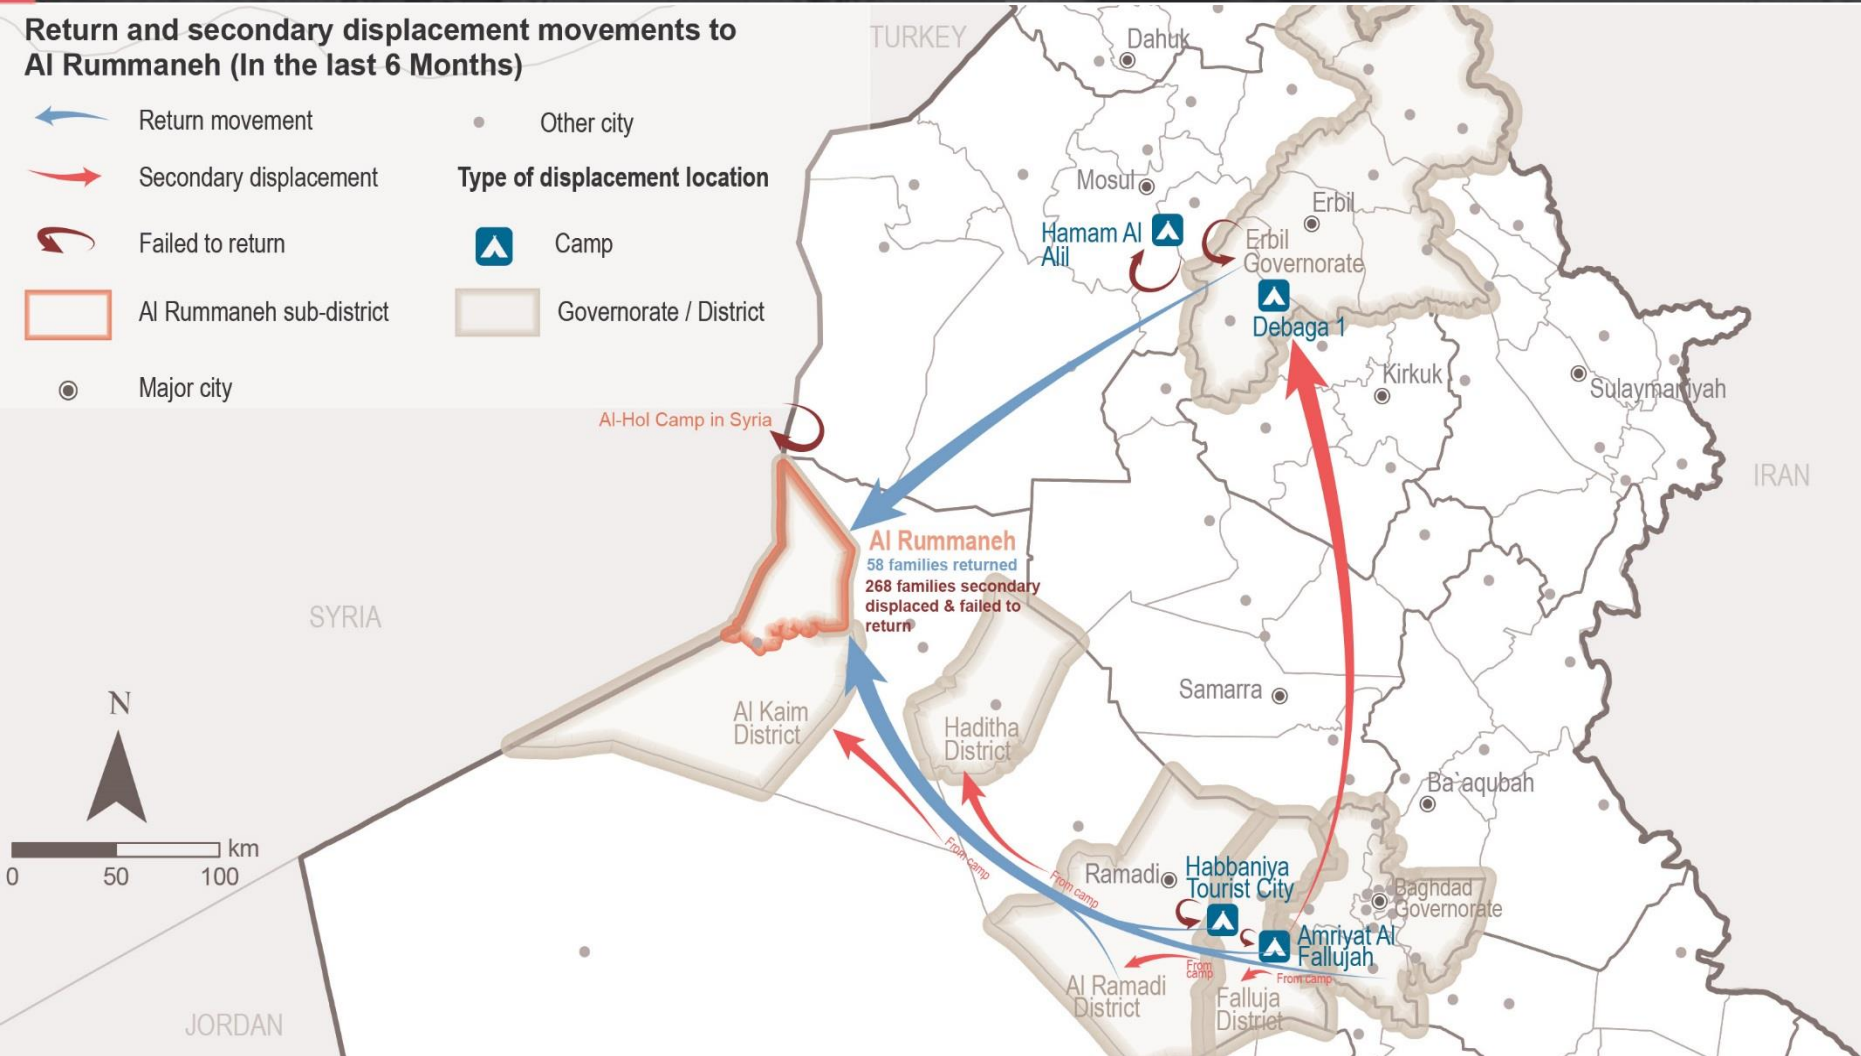 Return and secondary displacement movements to
Al Rummaneh (In the last 6 Months)
Return movement
Secondary displacement
Failed to return
Al Rummaneh sub-district
Major city
Other city
Type of displacement location
Camp
Governorate / District
TURKEY
Dahuk
Mosul
Hamam Al
Alil
Erbil
Erbil
Governorate
Debaga 1
Kirkuk
Sulaymaniyah
Al-Hol Camp in Syria
IRAN
Al Rummaneh
58 families returned
268 families secondary
displaced & failed to
return
SYRIA
Samarra
N
Al Kaim
District
Haditha
District
Ba`aqubah
km
0 50 100
From camp
From camp
Ramadi
Habbaniya
Tourist City
Baghdad
Governorate
Amriyat Al
Fallujah
From
camp
From camp
Al Ramadi
District
Falluja
District
JORDAN